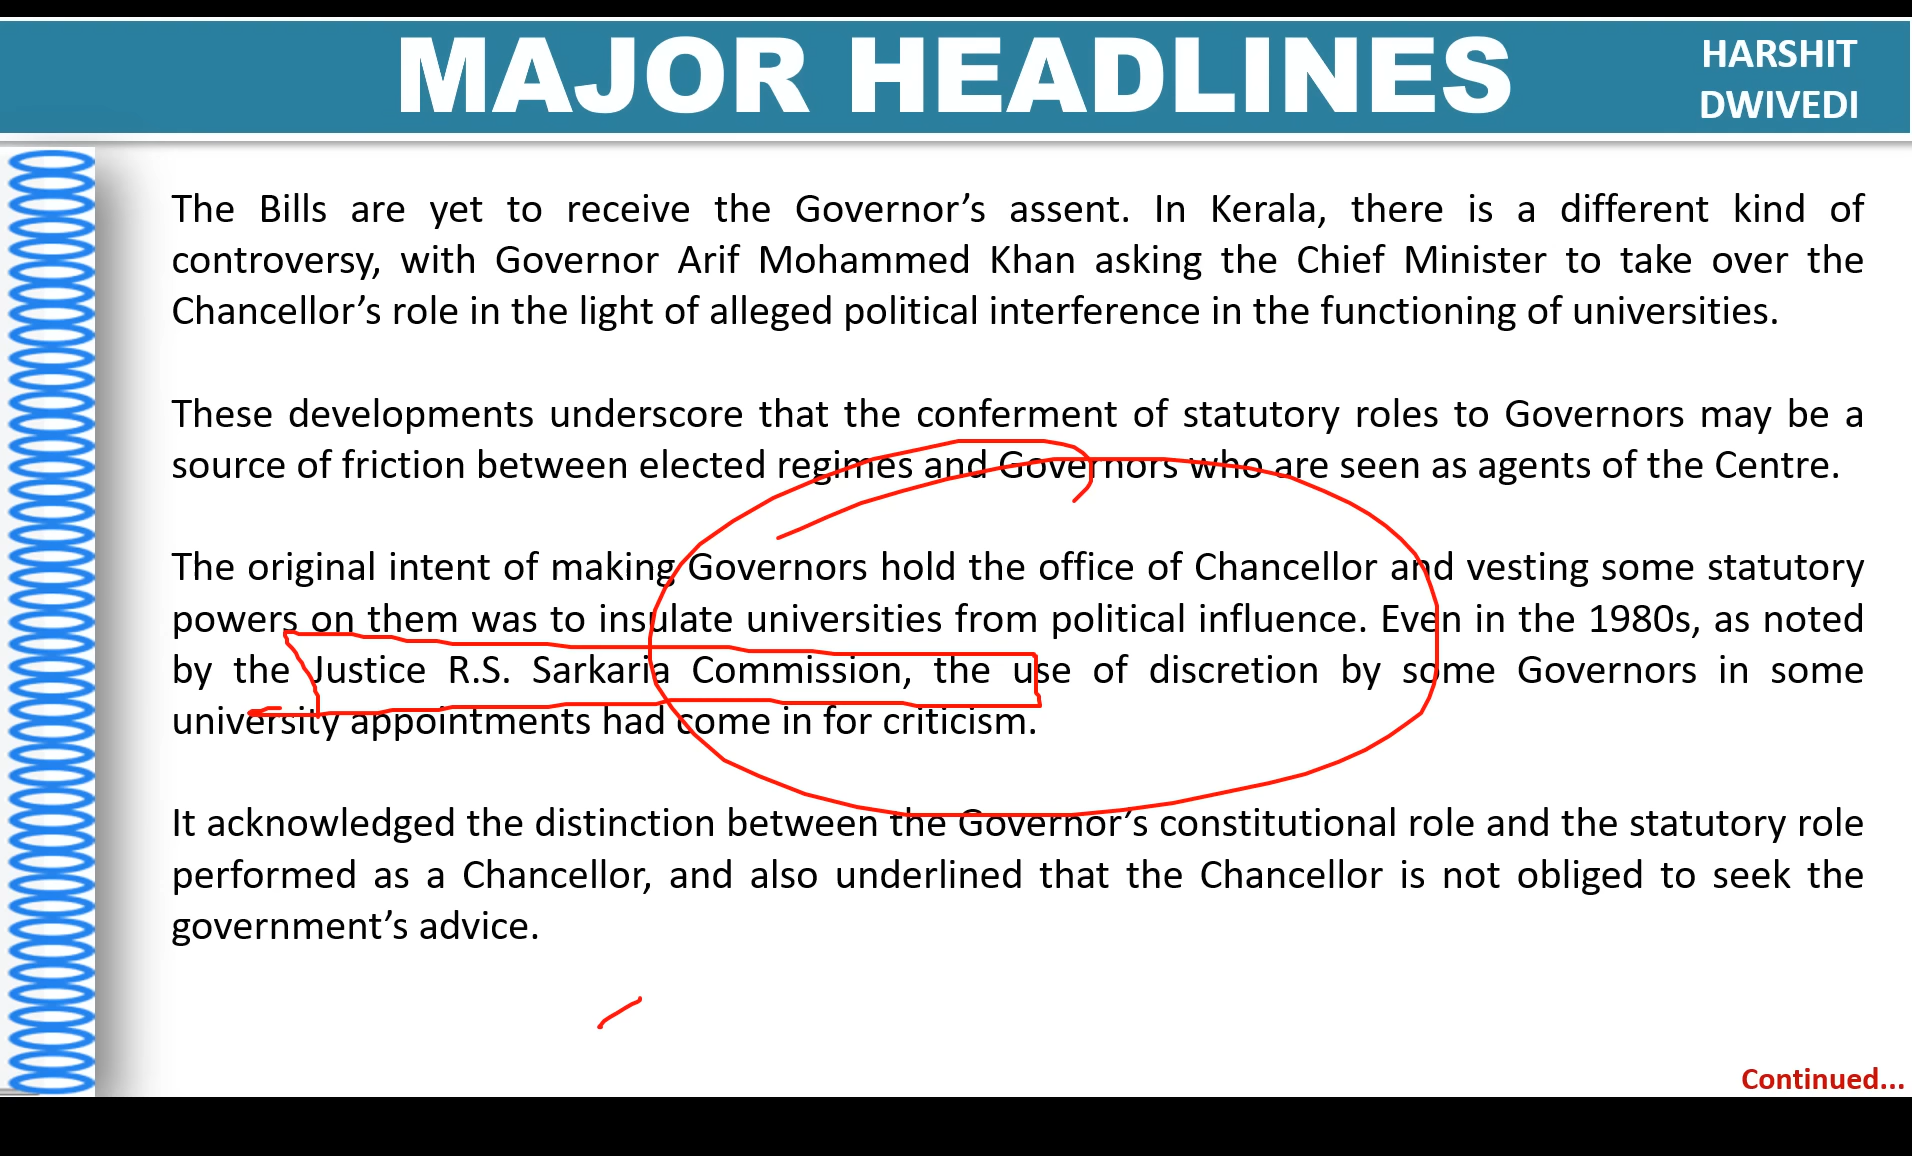 MAJOR HEADLINES
HARSHIT
DWIVEDI
The Bills are yet to receive the Governor’s assent. In Kerala, there is a different kind of
controversy, with Governor Arif Mohammed Khan asking the Chief Minister to take over the
Chancellor’s role in the light of alleged political interference in the functioning of universities.
These developments underscore that the conferment of statutory roles to Governors may be a
source of friction between elected regimes and Governors who are seen as agents of the Centre.
The original intent of making Governors hold the office of Chancellor and vesting some statutory
powers on them was to insulate universities from political influence. Even in the 1980s, as noted
by the Justice R.S. Sarkaria Commission, the use of discretion by some Governors in some
university appointments had come in for criticism.
It acknowledged the distinction between the Governor’s constitutional role and the statutory role
performed as a Chancellor, and also underlined that the Chancellor is not obliged to seek the
government’s advice.
Continued...